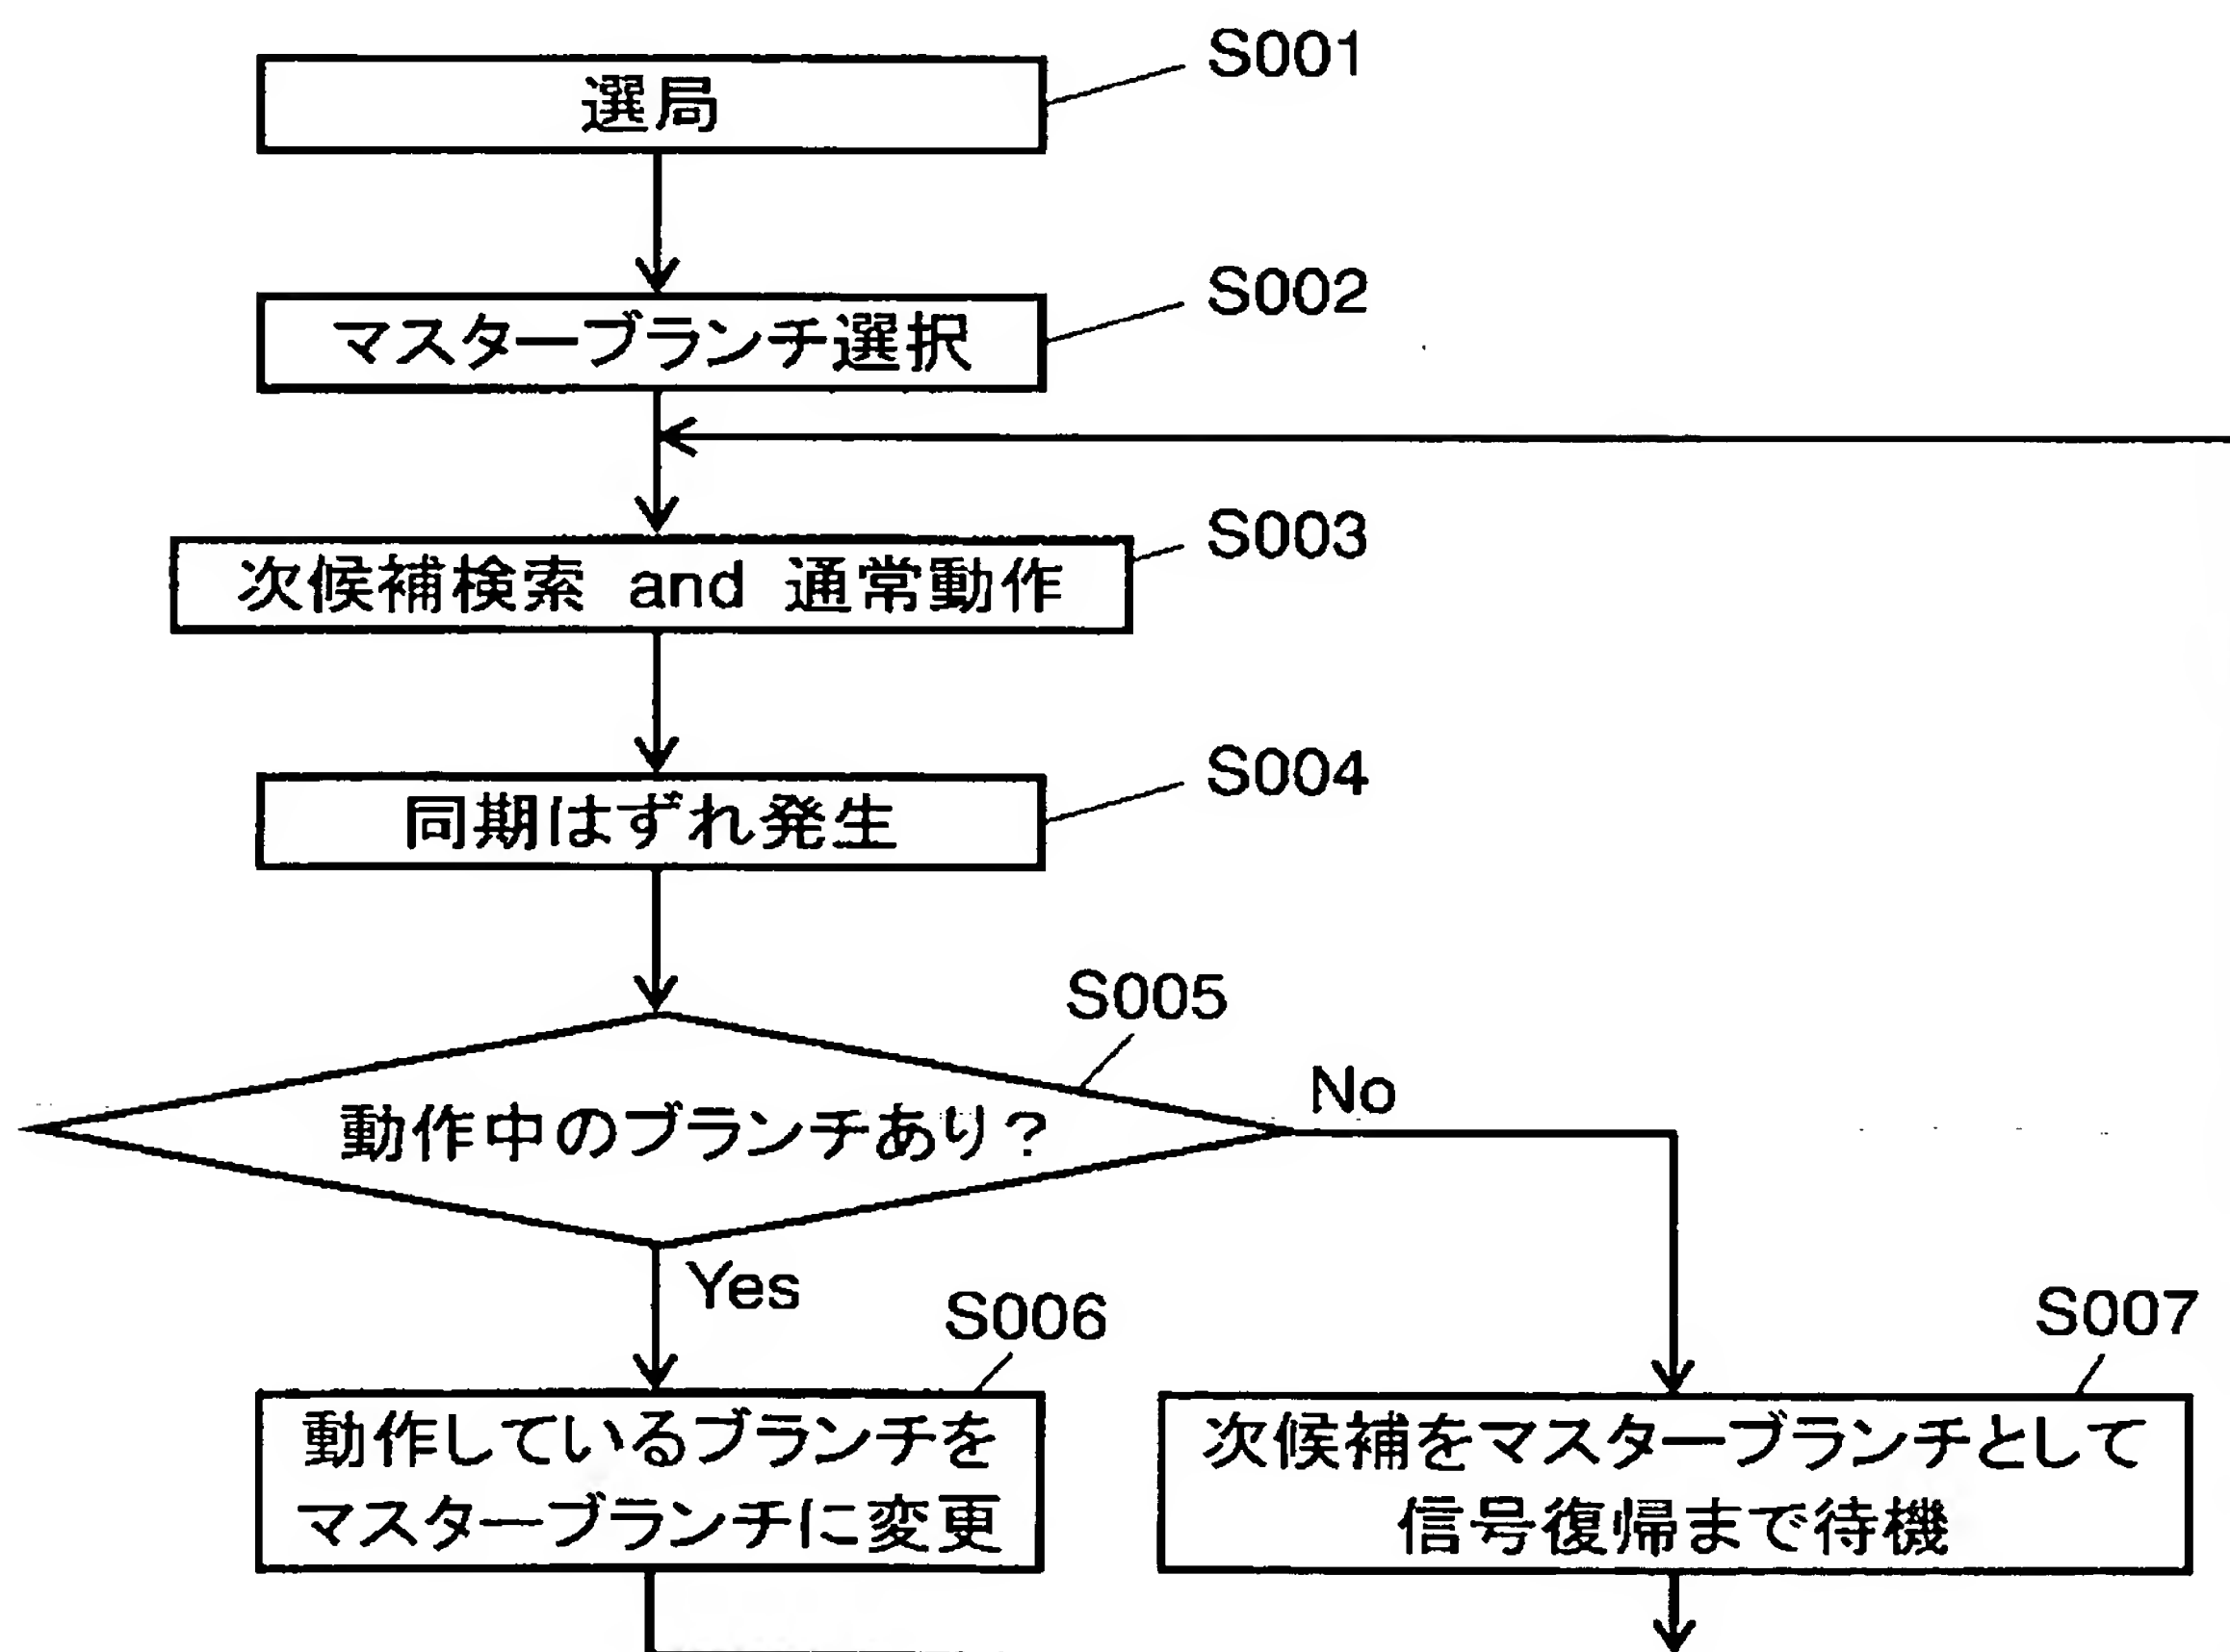 選局
S001
マスターブランチ選択
S002
次候補検索 and 通常動作
S003
同期はずれ発生
S004
S005
動作中のブランチあり?
No
Yes
S006
動作しているブランチを
マスターブランチに変更
S007
次候補をマスターブランチとして
信号復帰まで待機